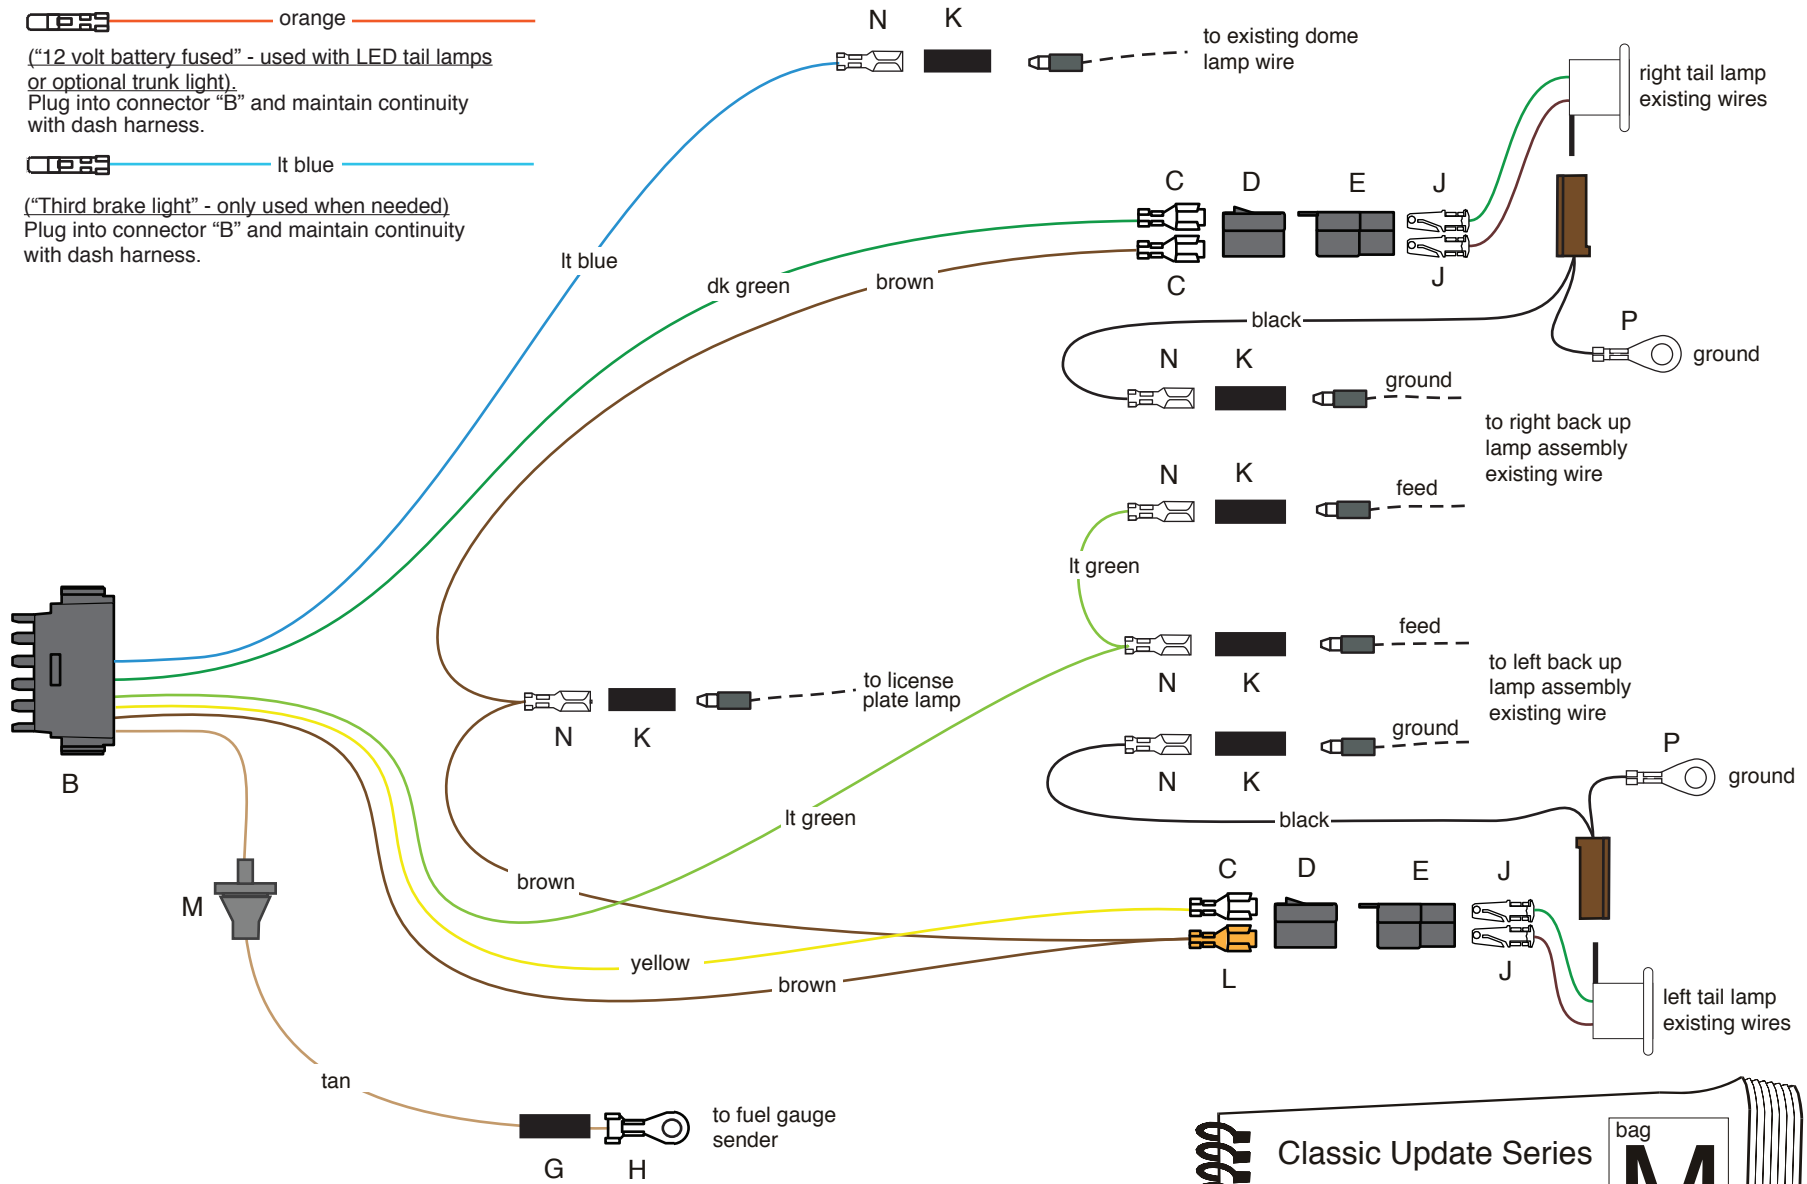 orange
(“12 volt battery fused” - used with LED tail lamps
or optional trunk light).
Plug into connector “B” and maintain continuity
with dash harness.
lt blue
(“Third brake light” - only used when needed)
Plug into connector “B” and maintain continuity
with dash harness.
N K
to existing dome
lamp wire
right tail lamp
existing wires
C D E J
lt blue
dk green
brown
C
J
black
P
ground
N K
ground
to right back up
lamp assembly
existing wire
N K
feed
lt green
feed
to left back up
lamp assembly
existing wire
N K
to license
plate lamp
N K
ground
N K
P
ground
B
lt green
black
brown
C D E J
M
yellow
brown
L
J
left tail lamp
existing wires
tan
to fuel gauge
sender
G H
Classic Update Series
bag
M